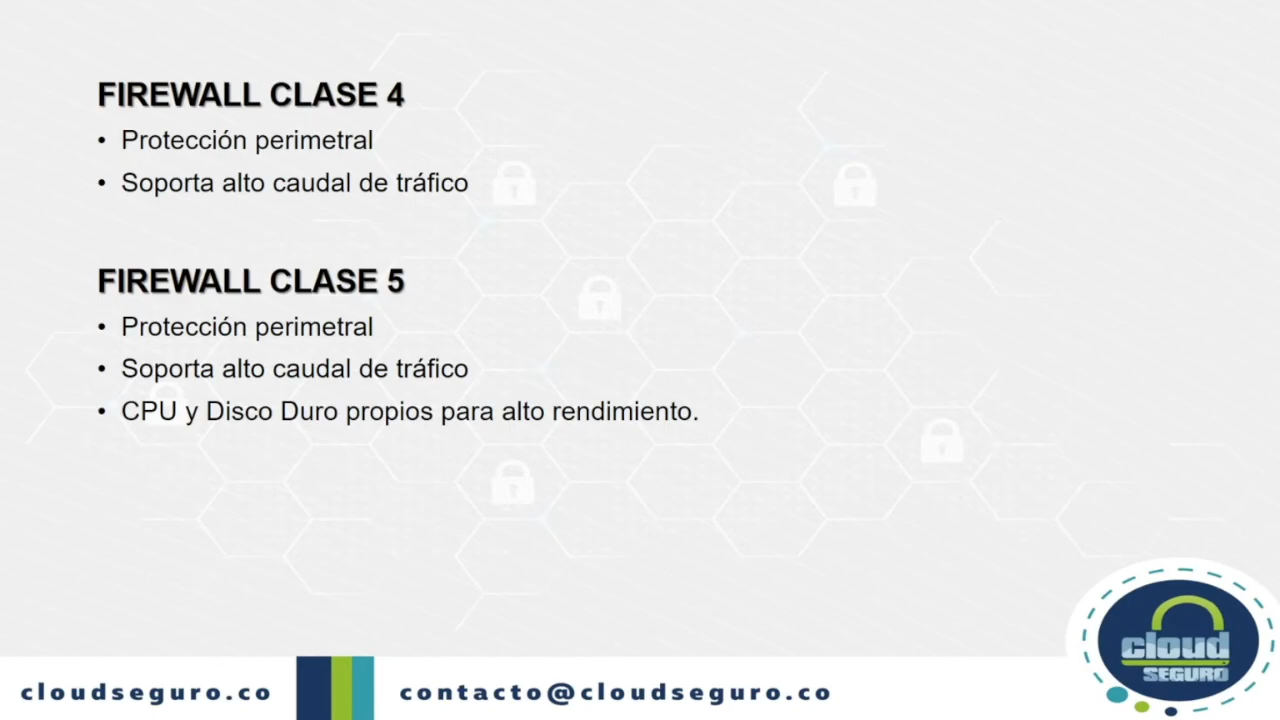 FIREWALL CLASE 4
• Protección perimetral
• Soporta alto caudal de tráfico
FIREWALL CLASE 5
• Protección perimetral
• Soporta alto caudal de tráfico
• CPU y Disco Duro propios para alto rendimiento.
cloud
SEGURO
cloudseguro.co
contacto@cloudseguro.co